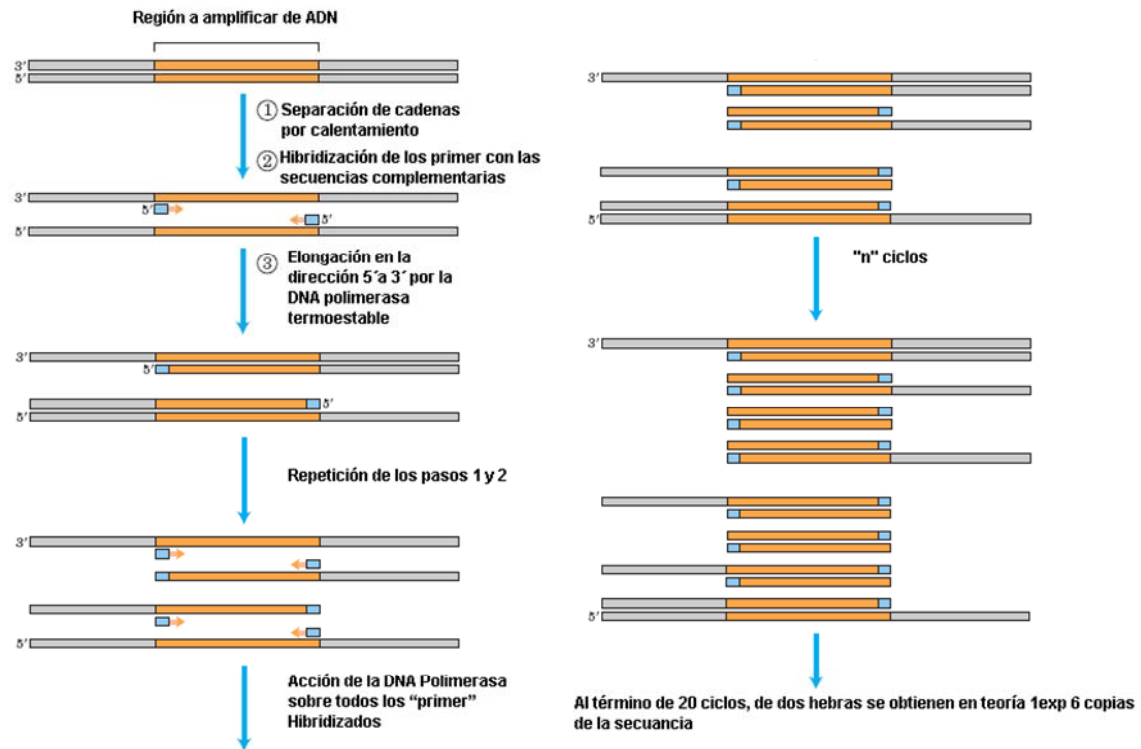 Región a amplificar de ADN
3′
5′
① Separación de cadenas
por calentamiento
② Hibridización de los primer con las
secuencias complementarias
3′
5′
5′
5′
③ Elongación en la
dirección 5´a 3´ por la
DNA polimerasa
termoestable
3′
5′
5′
5′
Repetición de los pasos 1 y 2
3′
5′
Acción de la DNA Polimerasa
sobre todos los “primer”
Hibridizados
3′
5′
"n" ciclos
3′
5′
Al término de 20 ciclos, de dos hebras se obtienen en teoría 1exp 6 copias
de la secuancia